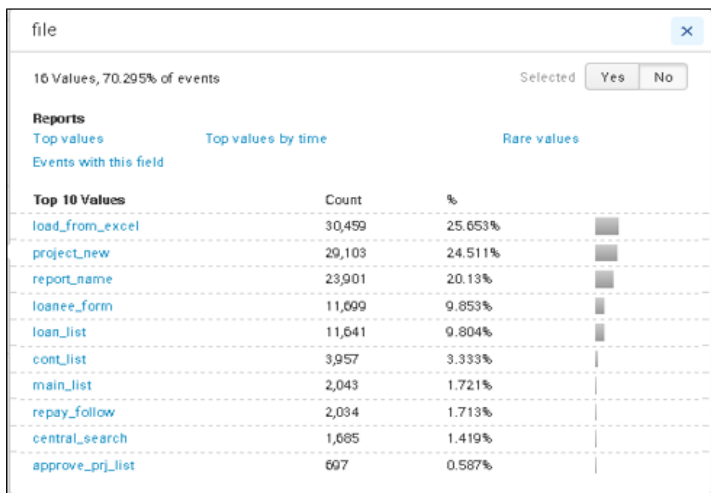 file
16 Values, 70.295% of events Selected Yes No
Reports
Top values Top values by time Rare values
Events with this field
Top 10 Values Count %
load_from_excel 30,459 25.653%
project_new 29,103 24.511%
report_name 23,901 20.13%
loanee_form 11,699 9.853%
loan_list 11,641 9.804%
cont_list 3,957 3.333%
main_list 2,043 1.721%
repay_follow 2,034 1.713%
central_search 1,685 1.419%
approve_prj_list 697 0.587%